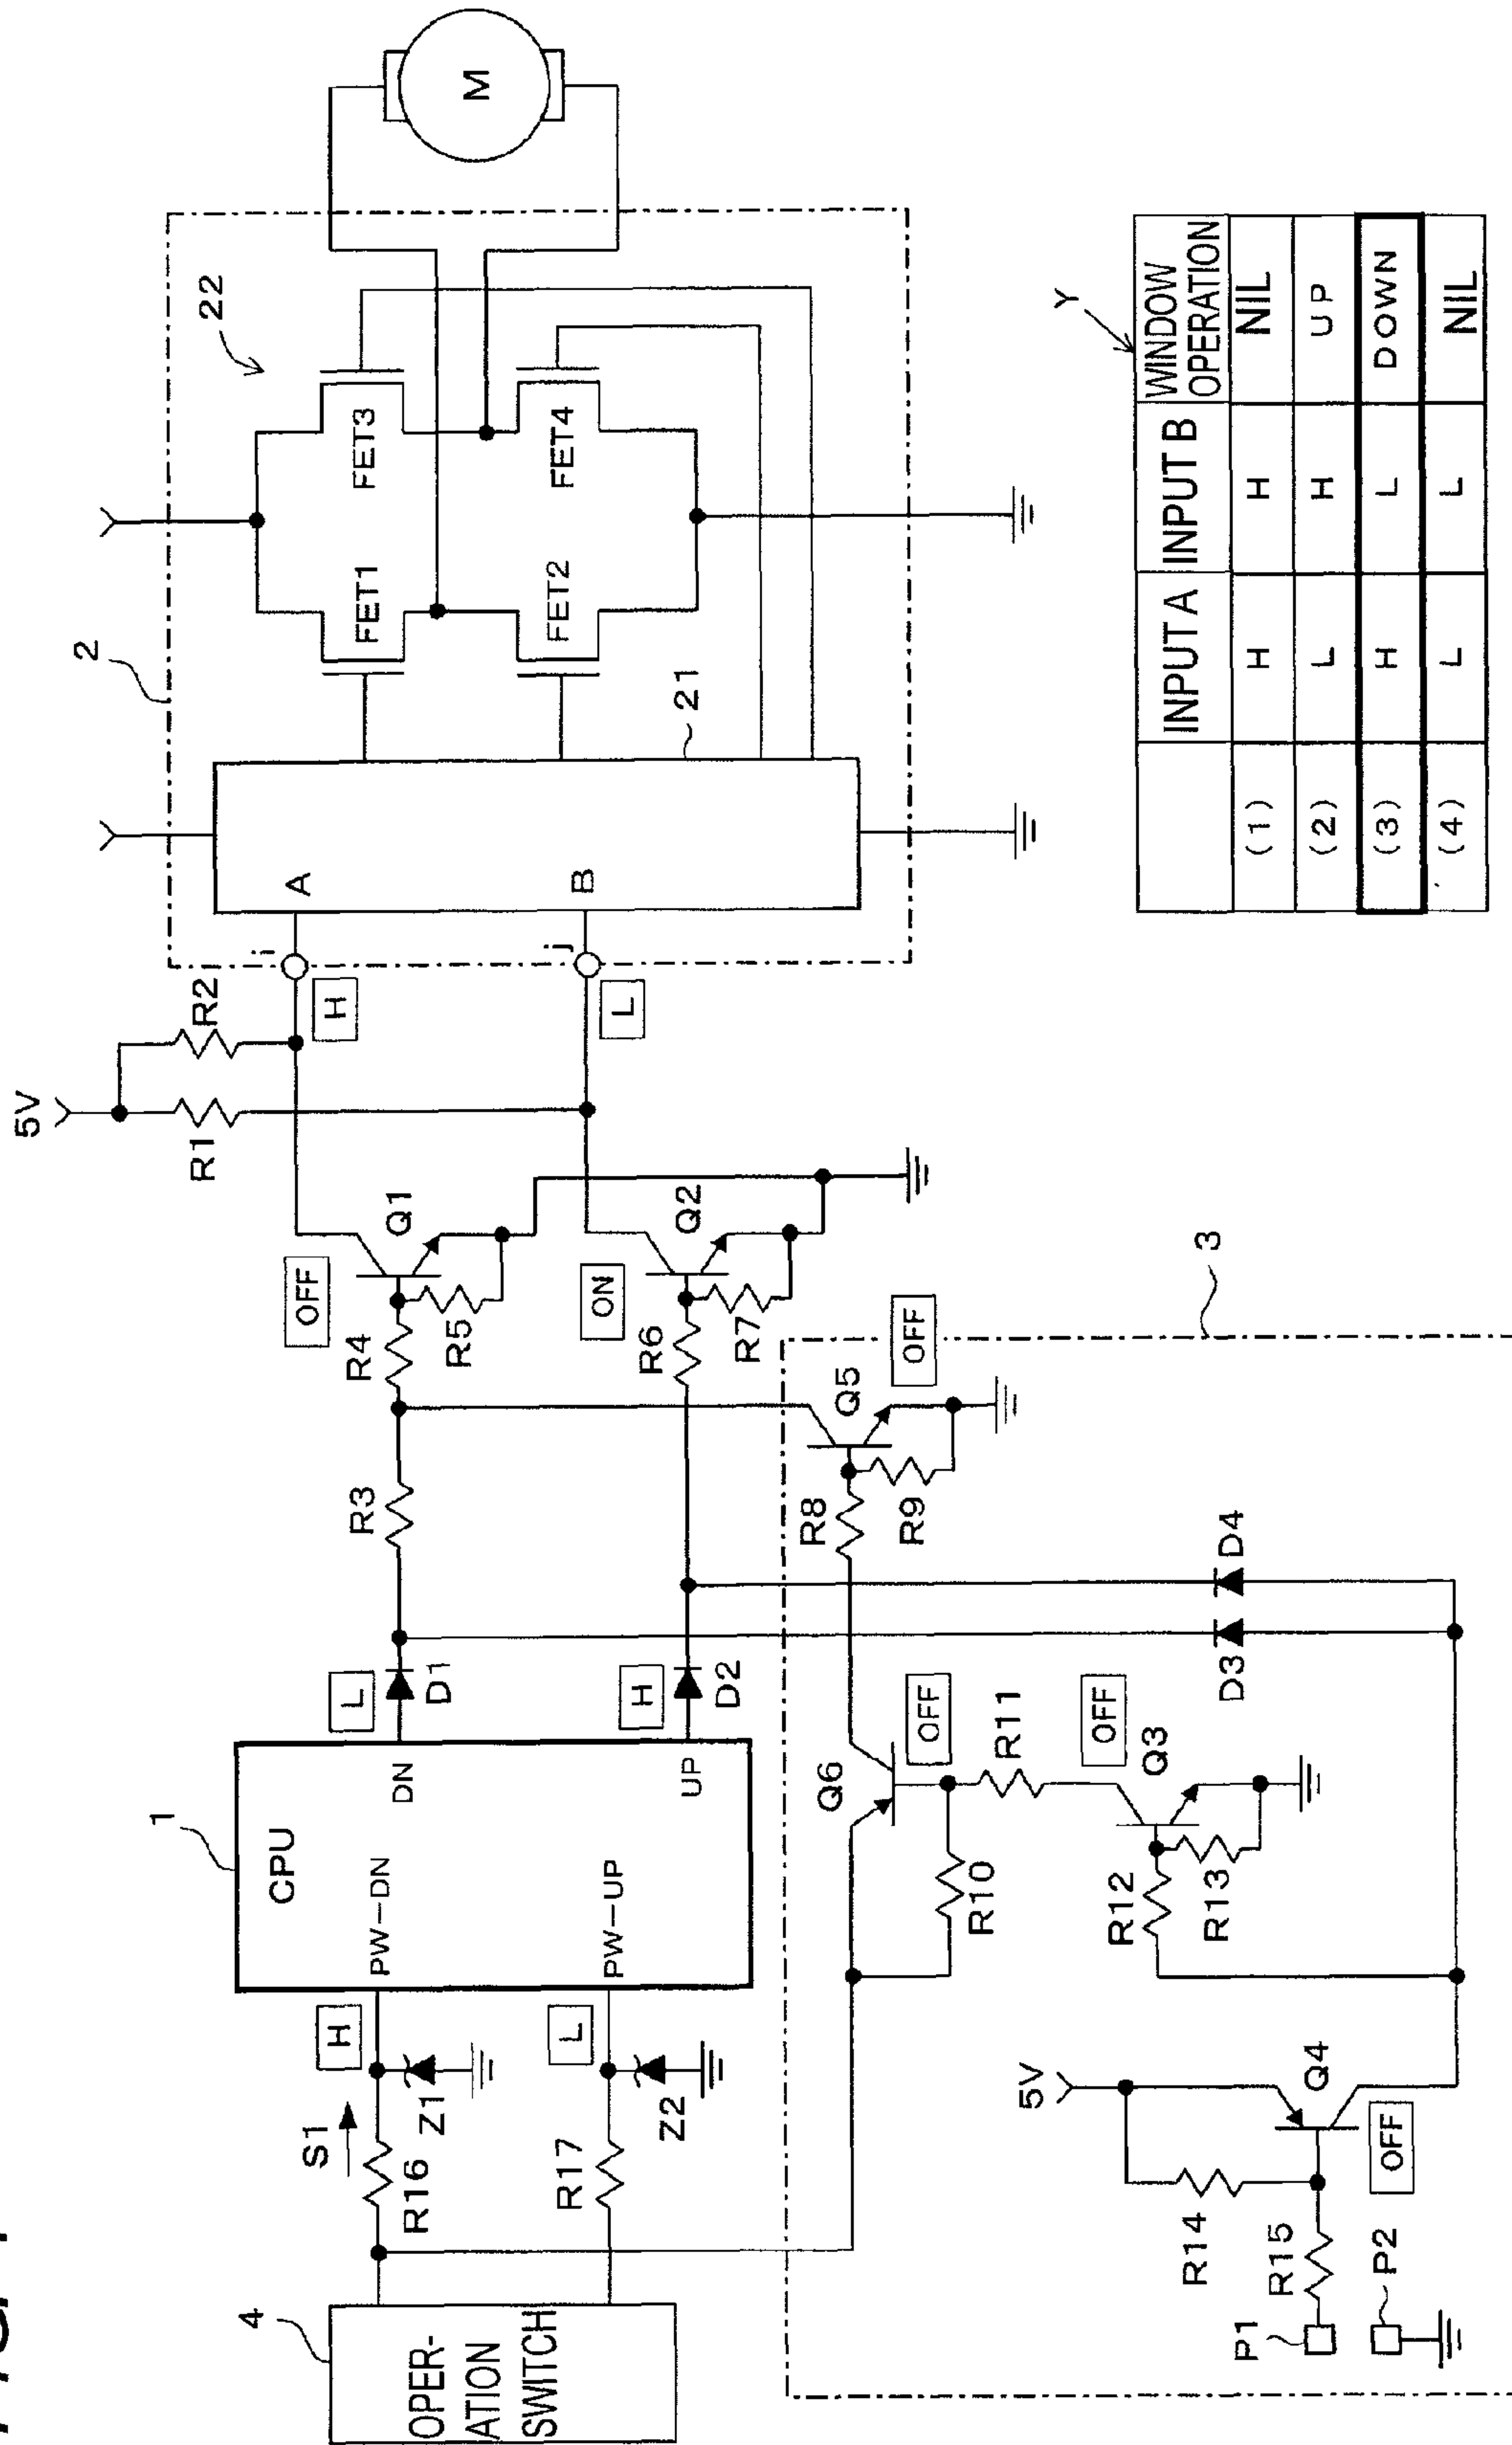 4
OPER-
ATION
SWITCH
S1
R16
H
Z1
R17
L
Z2
1
CPU
PW-DN
PW-UP
DN
UP
L
D1
H
D2
R3
R4
R5
OFF
Q1
R6
R7
ON
Q2
5V
R1
R2
H
i
L
j
2
A
B
21
22
FET1
FET2
FET3
FET4
M
3
P1
P2
R15
R14
5V
Q4
OFF
R12
R13
Q3
OFF
R10
R11
Q6
OFF
R8
R9
Q5
OFF
D3
D4
Y
INPUT A INPUT B WINDOW
OPERATION
(1) H H NIL
(2) L H UP
(3) H L DOWN
(4) L L NIL